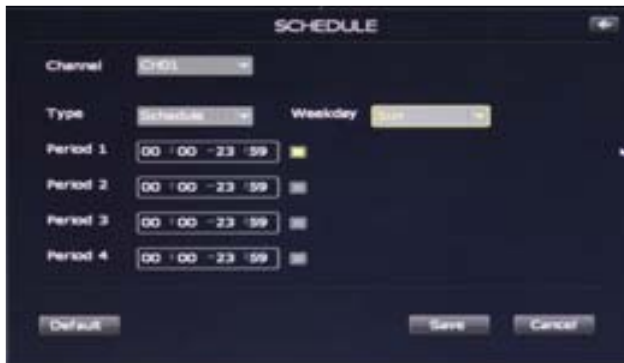 SCHEDULE
Channel CH01
Type Schedule Weekday Sun
Period 1 00:00-23:59
Period 2 00:00-23:59
Period 3 00:00-23:59
Period 4 00:00-23:59
Default Save Cancel